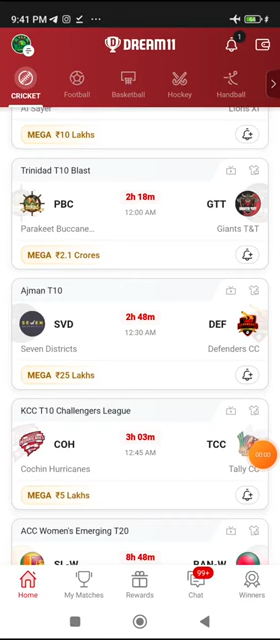 9:41 PM
DREAM11
1
CRICKET
Football
Basketball
Hockey
Handball
Al Sayer
Lions XI
MEGA ₹10 Lakhs
Trinidad T10 Blast
PBC
2h 18m
GTT
12:00 AM
Parakeet Buccane...
Giants T&T
MEGA ₹2.1 Crores
Ajman T10
SVD
2h 48m
DEF
12:30 AM
Seven Districts
Defenders CC
MEGA ₹25 Lakhs
KCC T10 Challengers League
COH
3h 03m
TCC
12:45 AM
Cochin Hurricanes
Tally CC
00:00
MEGA ₹5 Lakhs
ACC Women's Emerging T20
SL-W
8h 48m
BAN-W
99+
Home
My Matches
Rewards
Chat
Winners